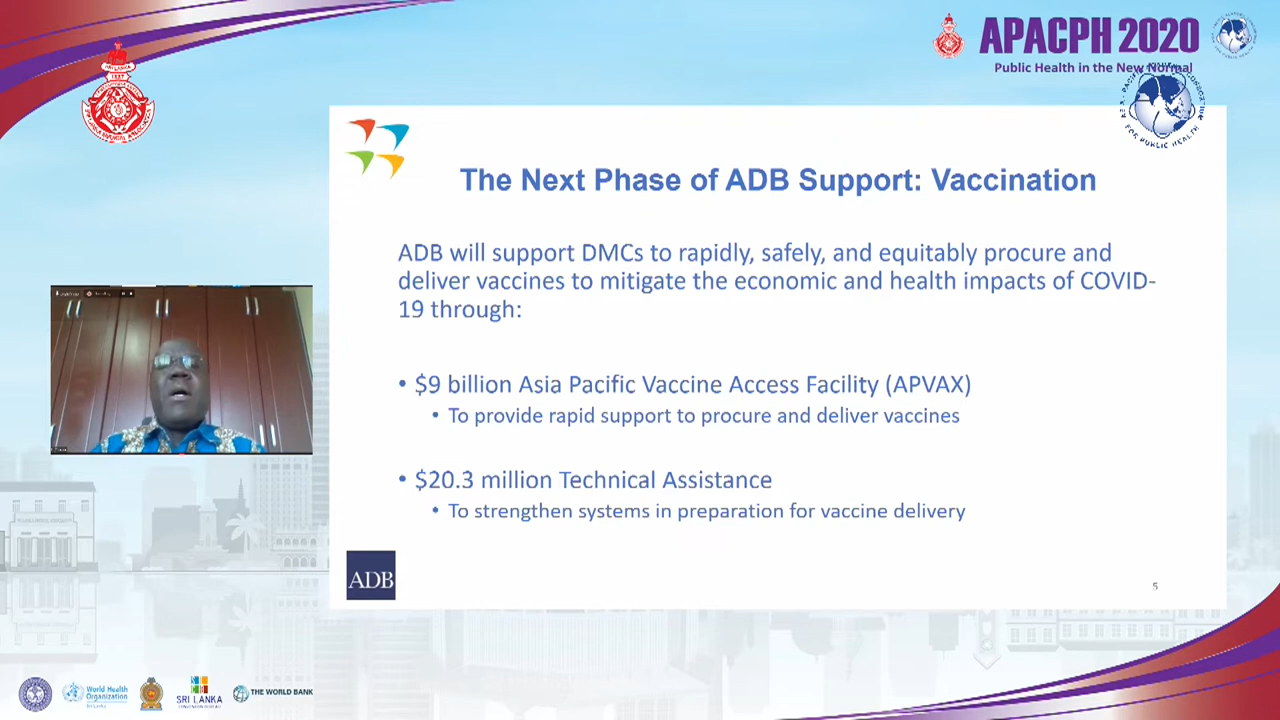 APACPH 2020
Public Health in the New Normal
SRI LANKA
The Next Phase of ADB Support: Vaccination
ADB will support DMCs to rapidly, safely, and equitably procure and
deliver vaccines to mitigate the economic and health impacts of COVID-
19 through:
• $9 billion Asia Pacific Vaccine Access Facility (APVAX)
• To provide rapid support to procure and deliver vaccines
• $20.3 million Technical Assistance
• To strengthen systems in preparation for vaccine delivery
ADB
5
World Health
Organization
Sri Lanka
SRI LANKA
THE WORLD BANK